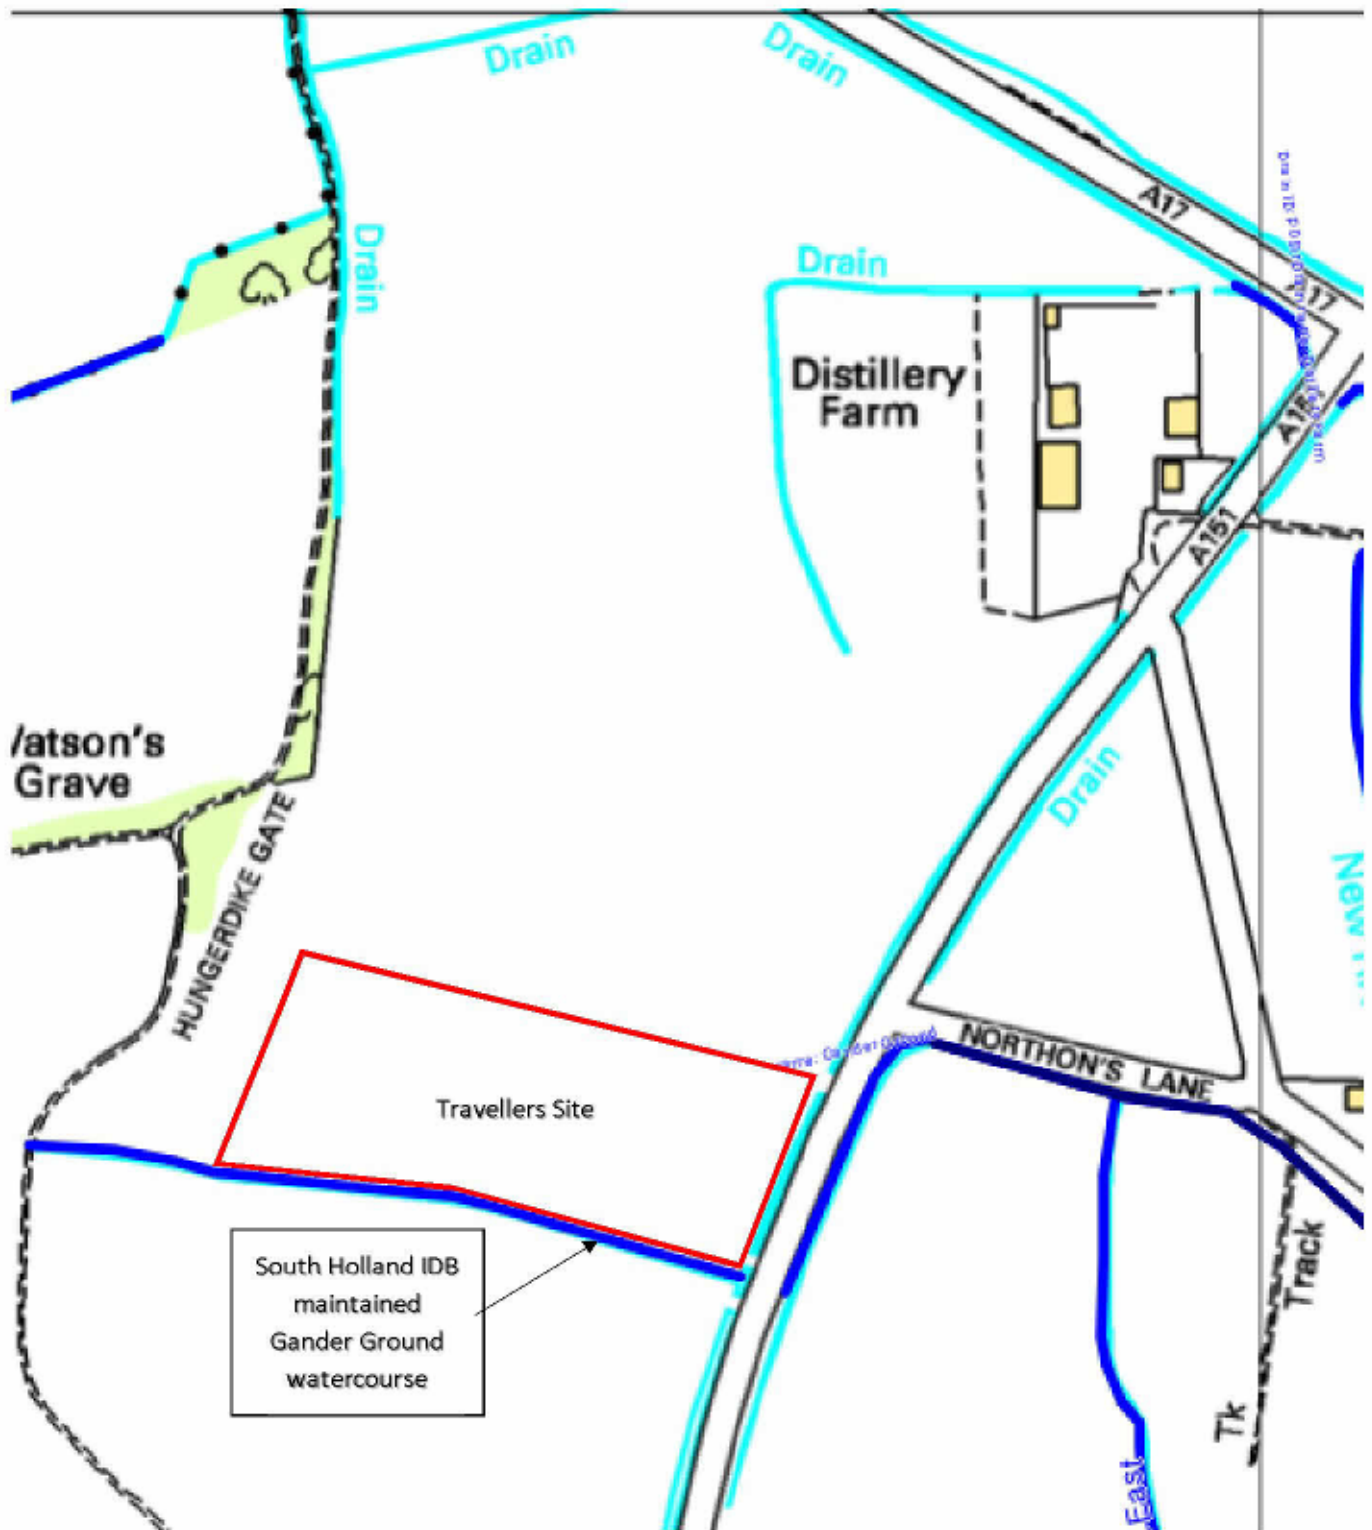 Drain
Drain
A17
Drain
Drain
A17
Distillery
Farm
A151
Watson's
Grave
Drain
HUNGERDIKE GATE
NORTHON'S LANE
Travellers Site
South Holland IDB
maintained
Gander Ground
watercourse
Track
Tk
East
New